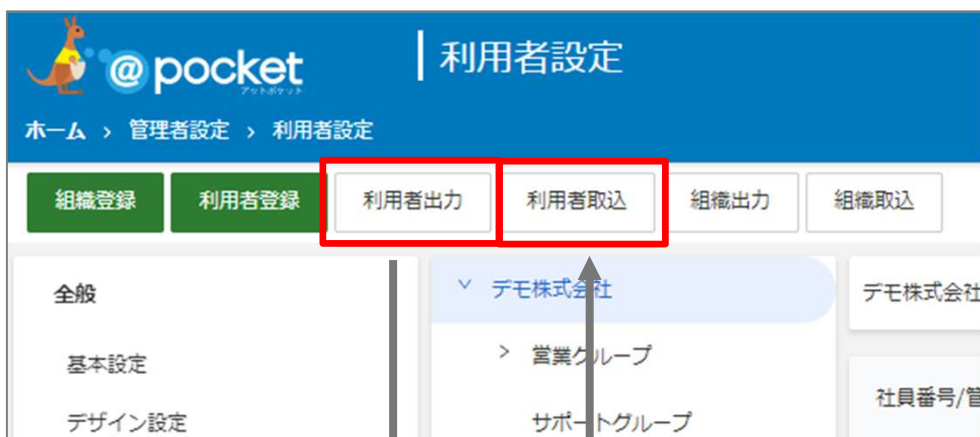 @pocket
アットポケット
利用者設定
ホーム > 管理者設定 > 利用者設定
組織登録 利用者登録 利用者出力 利用者取込 組織出力 組織取込
全般
基本設定
デザイン設定
デモ株式会社
> 営業グループ
サポートグループ
デモ株式会社
社員番号/管